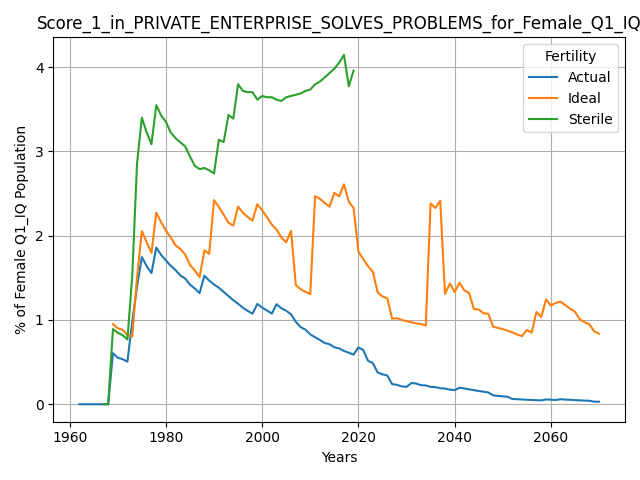 Score_1_in_PRIVATE_ENTERPRISE_SOLVES_PROBLEMS_for_Female_Q1_IQ
% of Female Q1_IQ Population
4
3
2
1
0
Fertility
Actual
Ideal
Sterile
1960 1980 2000 2020 2040 2060
Years